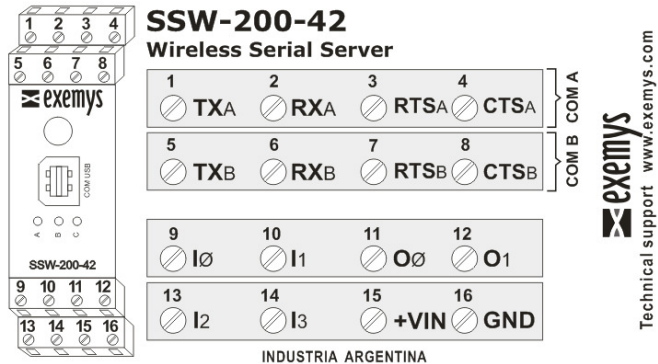 1 2 3 4
5 6 7 8
exemys
COM USB
A B C
SSW-200-42
9 10 11 12
13 14 15 16
SSW-200-42
Wireless Serial Server
1 2 3 4
TXA RXA RTSA CTSA
COM A
5 6 7 8
TXB RXB RTSB CTSB
COM B
9 10 11 12
IØ I1 OØ O1
13 14 15 16
I2 I3 +VIN GND
INDUSTRIA ARGENTINA
exemys
Technical support www.exemys.com